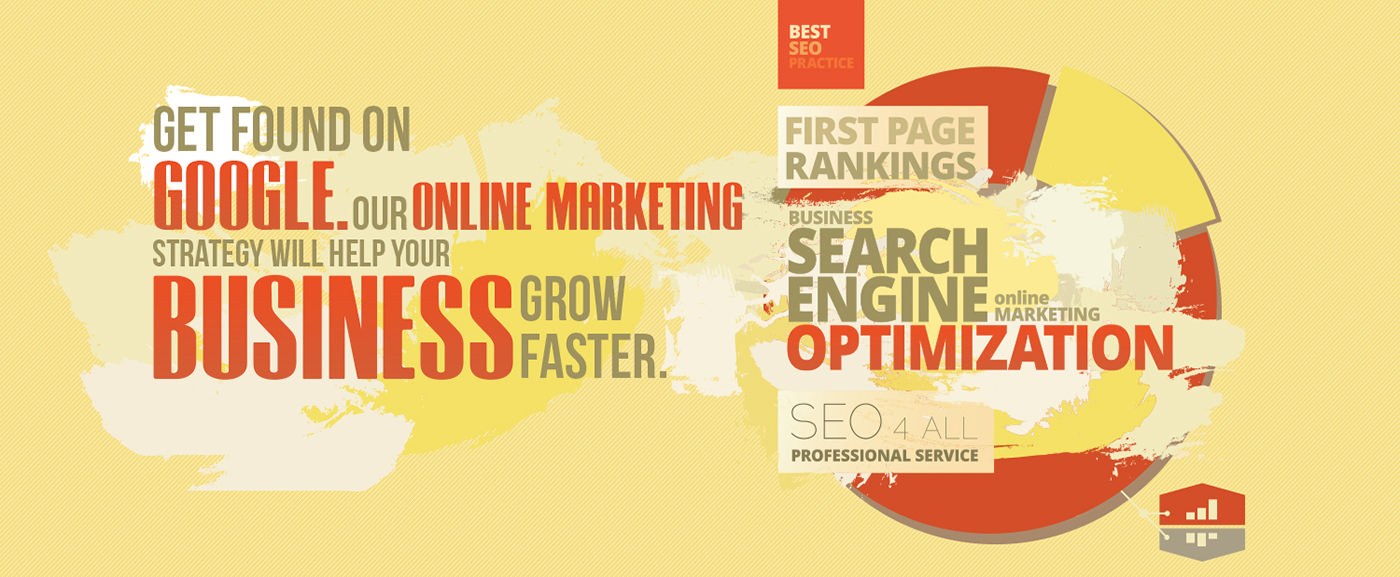 GET FOUND ON
GOOGLE. OUR ONLINE MARKETING
STRATEGY WILL HELP YOUR
BUSINESS GROW
FASTER.
BEST
SEO
PRACTICE
FIRST PAGE
RANKINGS
BUSINESS
SEARCH
ENGINE online
MARKETING
OPTIMIZATION
SEO 4 ALL
PROFESSIONAL SERVICE